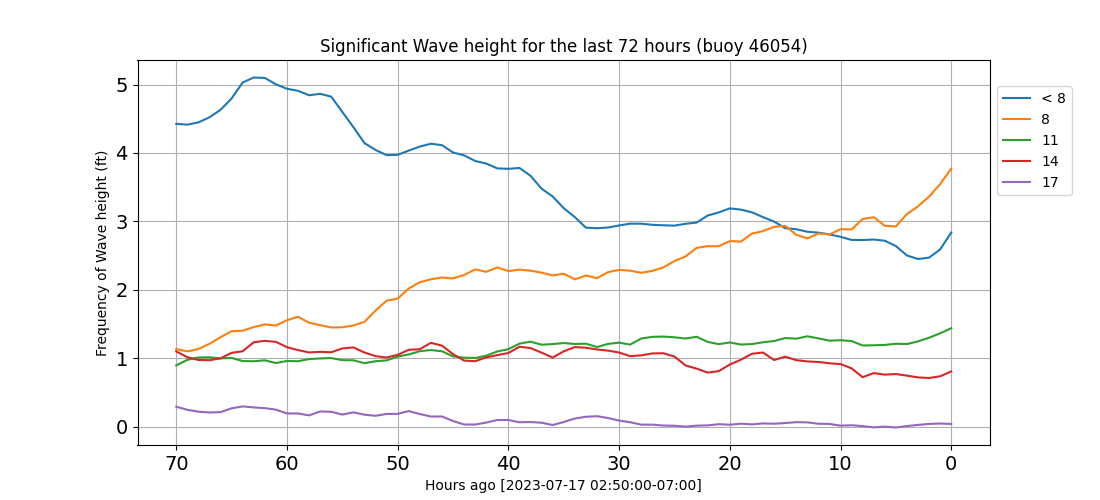 Significant Wave height for the last 72 hours (buoy 46054)
Frequency of Wave height (ft)
5
4
3
2
1
0
70 60 50 40 30 20 10 0
Hours ago [2023-07-17 02:50:00-07:00]
< 8
8
11
14
17